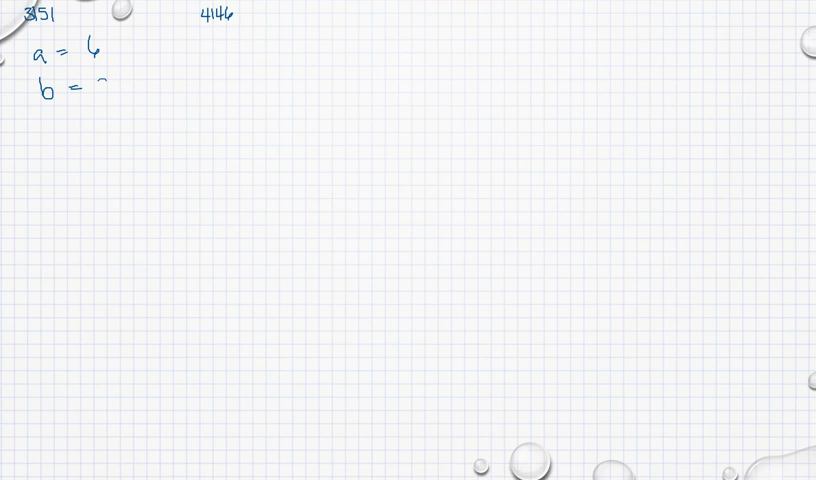 3151 4146
a = 6
b =